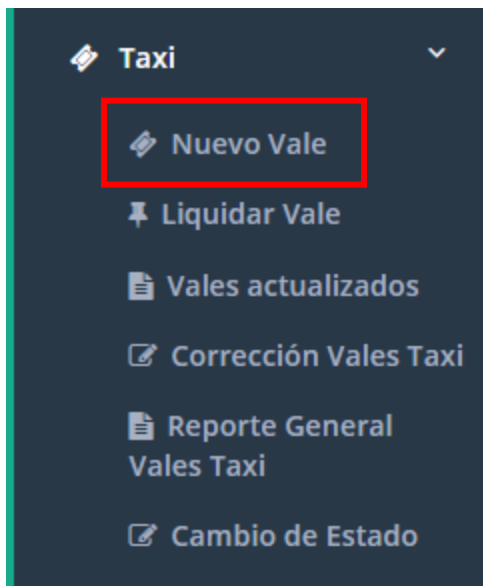 Taxi
Nuevo Vale
Liquidar Vale
Vales actualizados
Corrección Vales Taxi
Reporte General
Vales Taxi
Cambio de Estado